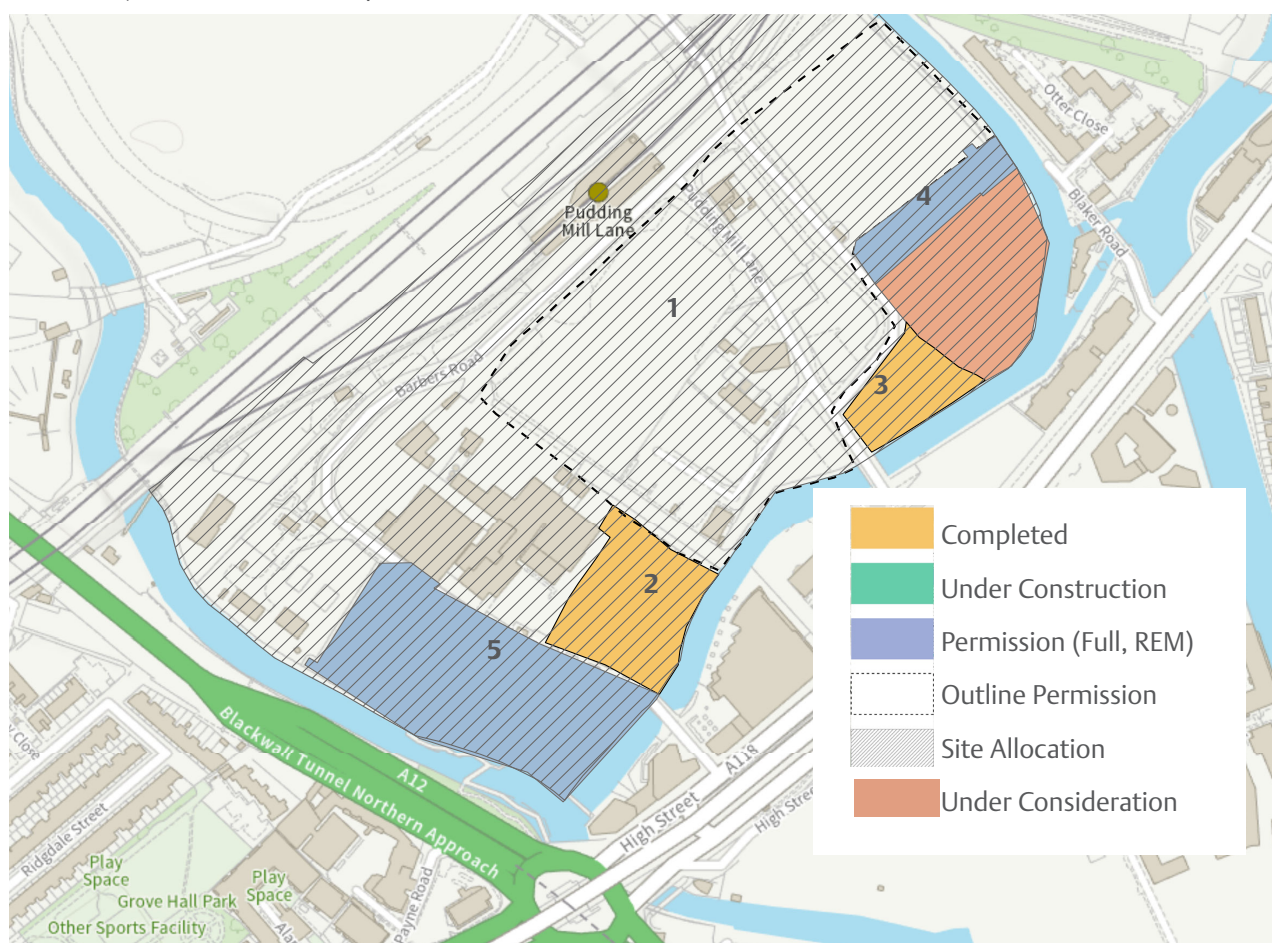 Otter Close
Blaker Road
4
Pudding
Mill Lane
Pudding Mill Lane
1
Barbers Road
3
2
5
Completed
Under Construction
Permission (Full, REM)
Outline Permission
Site Allocation
Under Consideration
Blackwall Tunnel Northern Approach
A12
A118
High Street
High Stree
Close
Ridgdale Street
Play
Space
Grove Hall Park
Play
Space
Other Sports Facility
Payne Road